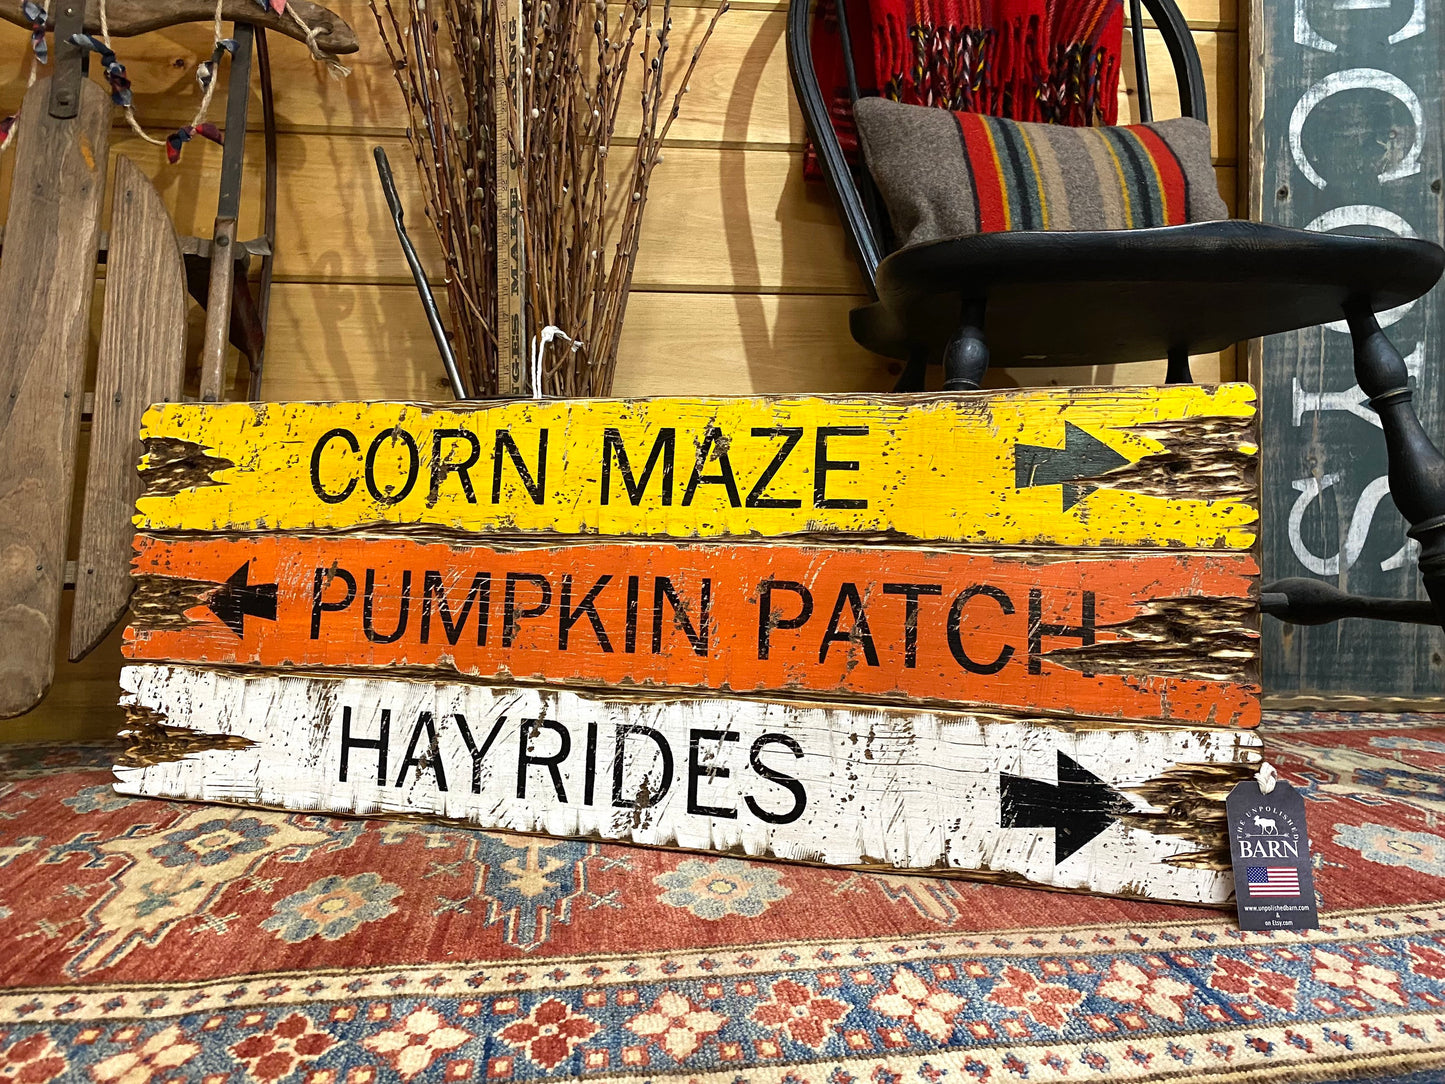 CORN MAZE
PUMPKIN PATCH
HAYRIDES
THE UNPOLISHED
BARN
www.unpolishedbarn.com
&
on Etsy.com